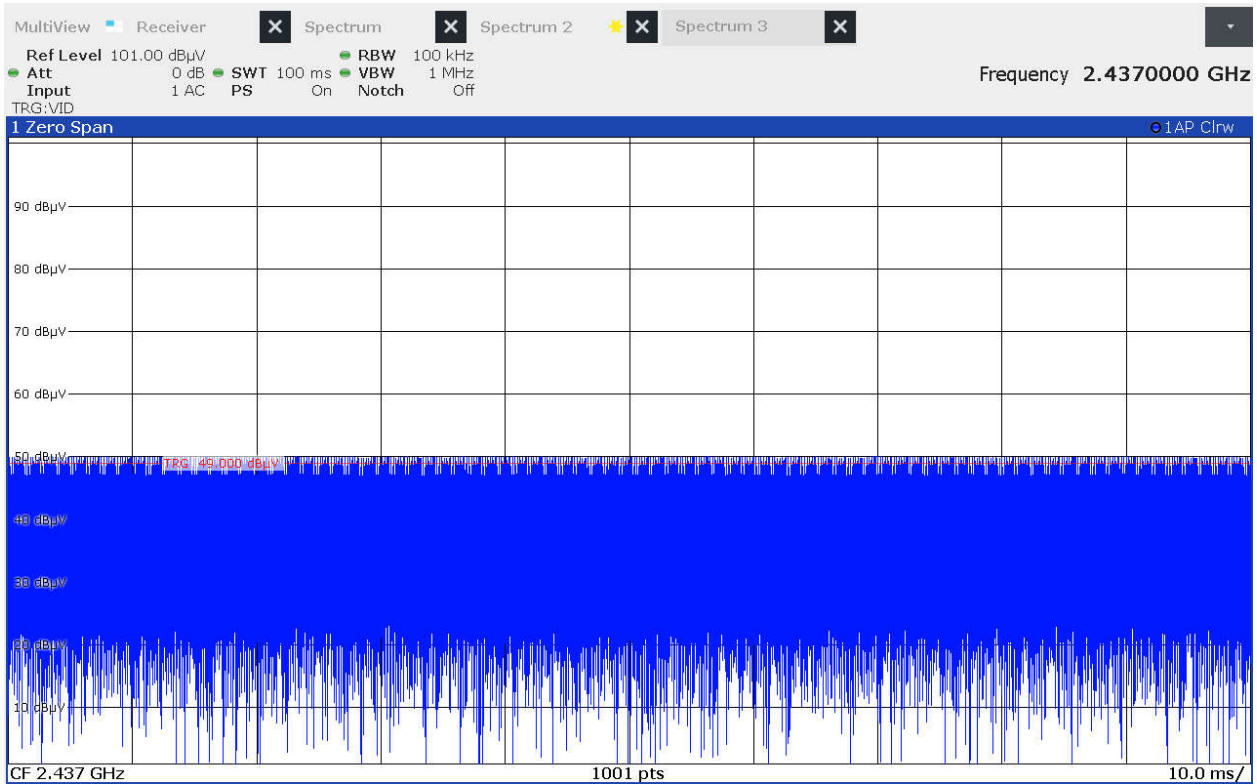 MultiView Receiver Spectrum Spectrum 2 Spectrum 3
Ref Level 101.00 dBµV RBW 100 kHz
Att 0 dB SWT 100 ms VBW 1 MHz Frequency 2.4370000 GHz
Input 1 AC PS On Notch Off
TRG:VID
1 Zero Span 1AP Clrw
90 dBµV
80 dBµV
70 dBµV
60 dBµV
50 dBµV
TRG 49.000 dBµV
40 dBµV
30 dBµV
20 dBµV
10 dBµV
CF 2.437 GHz 1001 pts 10.0 ms/